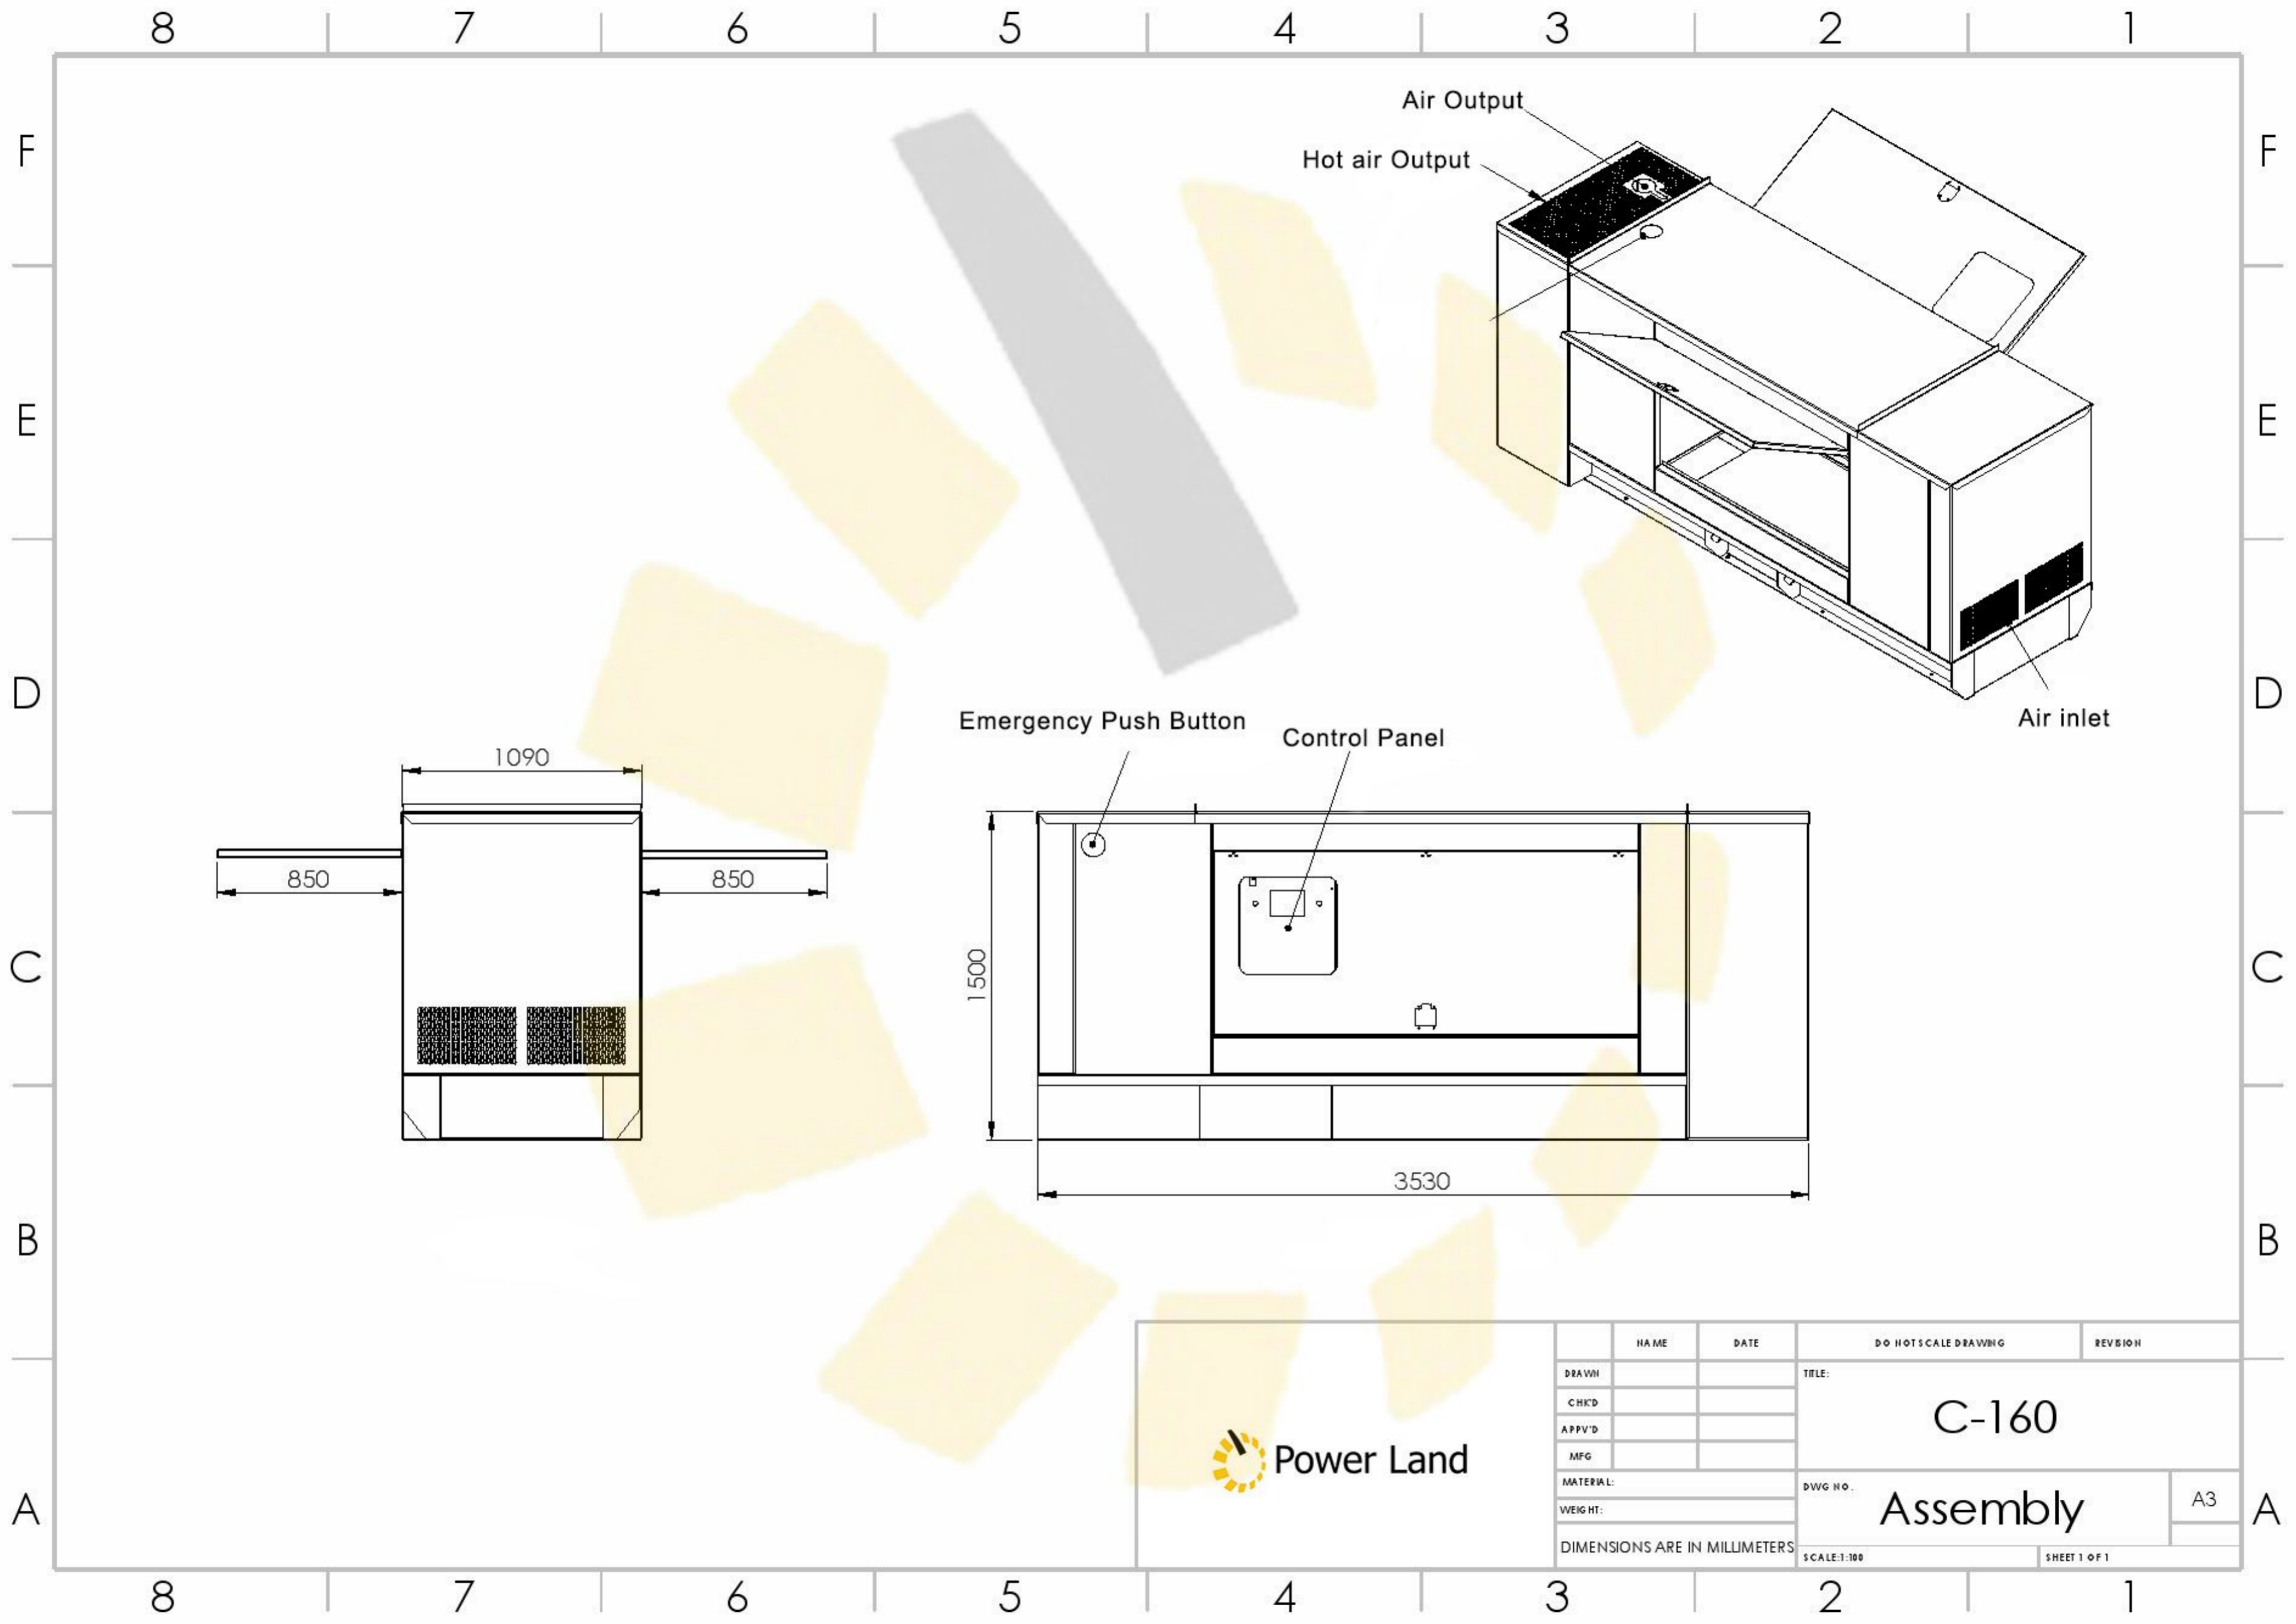 8 7 6 5 4 3 2 1
F F
E E
D D
C C
B B
A A
Air Output
Hot air Output
Air inlet
Emergency Push Button
Control Panel
1090
850
850
1500
3530
Power Land
NAME DATE DO NOT SCALE DRAWING REVISION
DRAWN
CHK'D
APPV'D
MFG
MATERIAL:
WEIGHT:
DIMENSIONS ARE IN MILLIMETERS
TITLE:
C-160
DWG NO.
Assembly
A3
SCALE:1:100
SHEET 1 OF 1
8 7 6 5 4 3 2 1